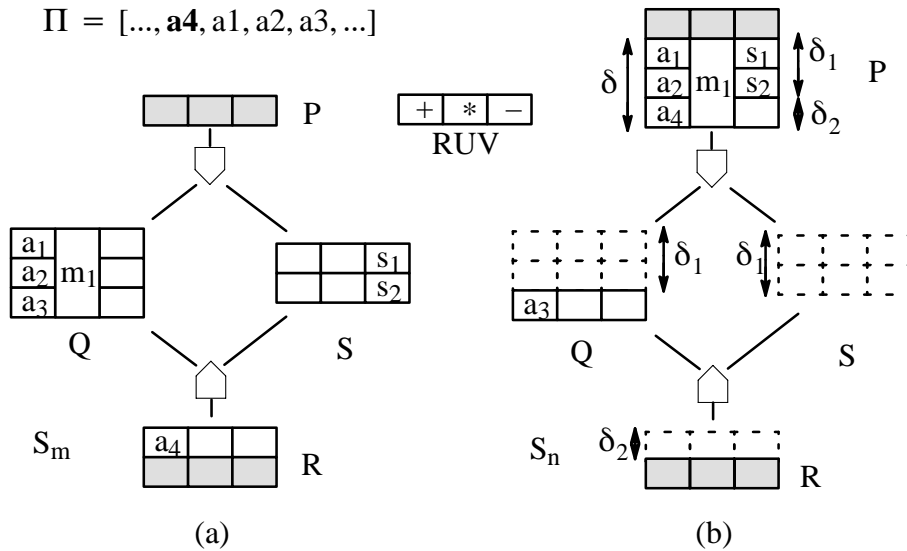 Π = [..., a4, a1, a2, a3, ...]
P
+ * −
RUV
a₁
a₂
a₃
m₁
Q
s₁
s₂
S
Sₘ
a₄
R
(a)
δ
a₁
a₂
a₄
m₁
s₁
s₂
δ₁
δ₂
P
δ₁
δ₁
a₃
Q
S
Sₙ
δ₂
R
(b)